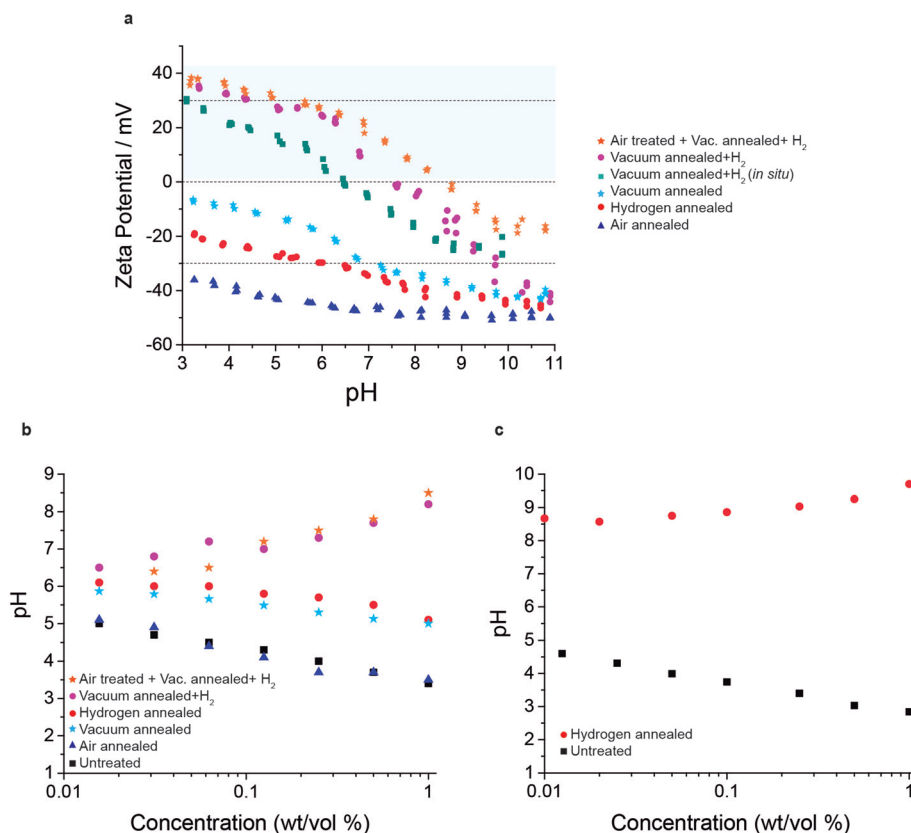 a
Zeta Potential / mV
40
20
0
-20
-40
-60
3 4 5 6 7 8 9 10 11
pH
Air treated + Vac. annealed+ H2
Vacuum annealed+H2
Vacuum annealed+H2 (in situ)
Vacuum annealed
Hydrogen annealed
Air annealed
b
pH
9
8
7
6
5
4
3
2
1
Air treated + Vac. annealed+ H2
Vacuum annealed+H2
Hydrogen annealed
Vacuum annealed
Air annealed
Untreated
0.01 0.1 1
Concentration (wt/vol %)
c
pH
10
9
8
7
6
5
4
3
2
1
Hydrogen annealed
Untreated
0.01 0.1 1
Concentration (wt/vol %)